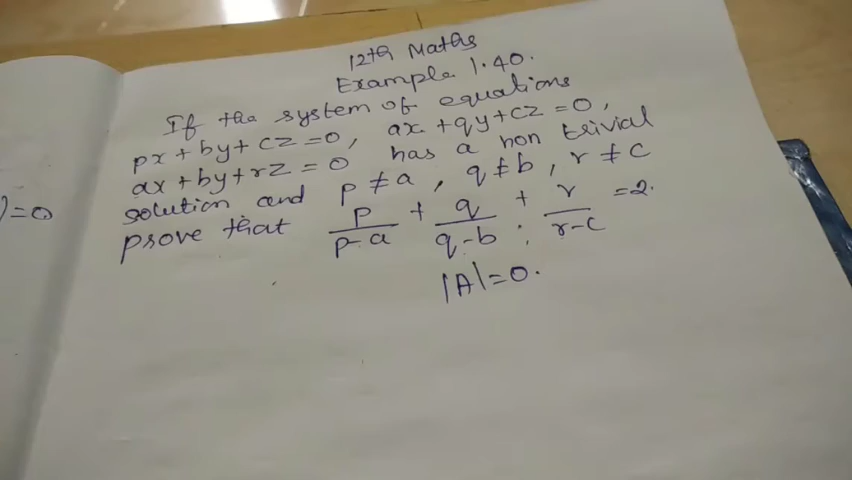 12th Maths
Example 1.40.
If the system of equations
px + by + cz = 0, ax + qy + cz = 0,
ax + by + rz = 0 has a non trivial
solution and p ≠ a, q ≠ b, r ≠ c
prove that p/p-a + q/q-b + r/r-c = 2.
|A| = 0.
) = 0